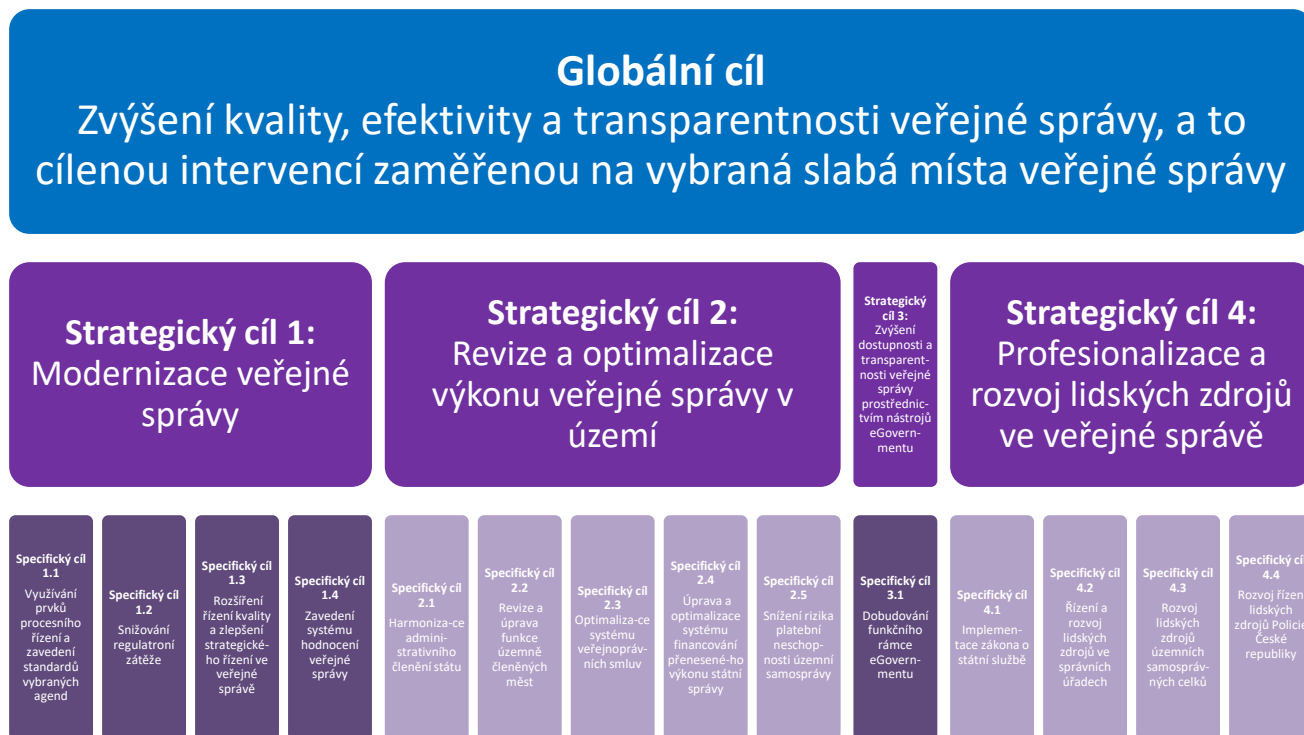 Globální cíl
Zvýšení kvality, efektivity a transparentnosti veřejné správy, a to
cílenou intervencí zaměřenou na vybraná slabá místa veřejné správy
Strategický cíl 1:
Modernizace veřejné
správy
Strategický cíl 2:
Revize a optimalizace
výkonu veřejné správy v
území
Strategický
cíl 3:
Zvýšení
dostupnosti a
transparent-
nosti veřejné
správy
prostřednic-
tvím nástrojů
eGovern-
mentu
Strategický cíl 4:
Profesionalizace a
rozvoj lidských zdrojů
ve veřejné správě
Specifický cíl
1.1
Využívání
prvků
procesního
řízení a
zavedení
standardů
vybraných
agend
Specifický cíl
1.2
Snižování
regulatroní
zátěže
Specifický cíl
1.3
Rozšíření
řízení kvality
a zlepšení
strategické-
ho řízení ve
veřejné
správě
Specifický cíl
1.4
Zavedení
systému
hodnocení
veřejné
správy
Specifický cíl
2.1
Harmoniza-ce
admini-
strativního
členění státu
Specifický cíl
2.2
Revize a
úprava
funkce
územně
členěných
měst
Specifický cíl
2.3
Optimaliza-ce
systému
veřejnopráv-
ních smluv
Specifický cíl
2.4
Úprava a
optimalizace
systému
financování
přenesené-ho
výkonu státní
správy
Specifický cíl
2.5
Snížení rizika
platební
neschop-
nosti územní
samosprávy
Specifický cíl
3.1
Dobudování
funkčního
rámce
eGovern-
mentu
Specifický cíl
4.1
Implemen-
tace zákona o
státní službě
Specifický cíl
4.2
Řízení a
rozvoj
lidských
zdrojů ve
správních
úřadech
Specifický cíl
4.3
Rozvoj
lidských
zdrojů
územních
samospráv-
ných celků
Specifický cíl
4.4
Rozvoj řízení
lidských
zdrojů Policie
České
republiky